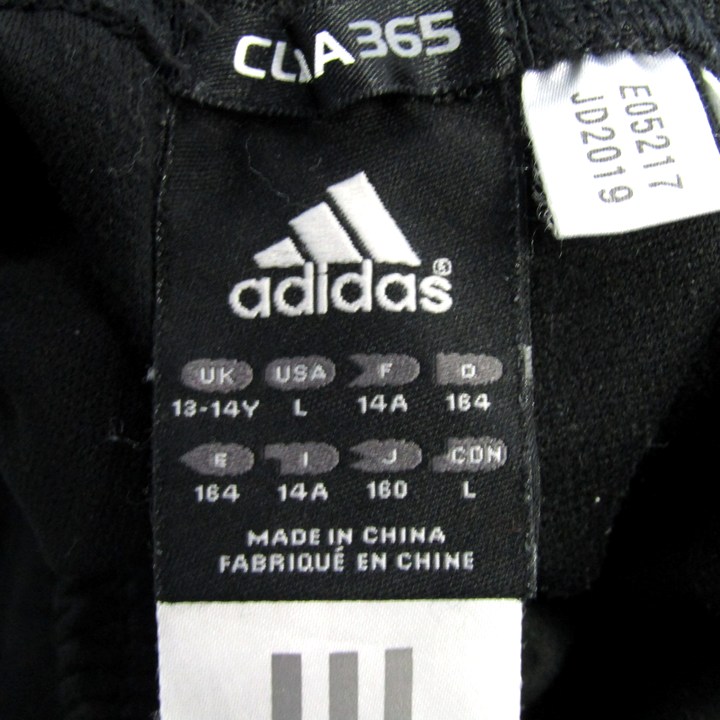 CLIMA365
E05217
JD2019
adidas®
UK USA F D
13-14Y L 14A 164
E I J CDN
164 14A 160 L
MADE IN CHINA
FABRIQUÉ EN CHINE